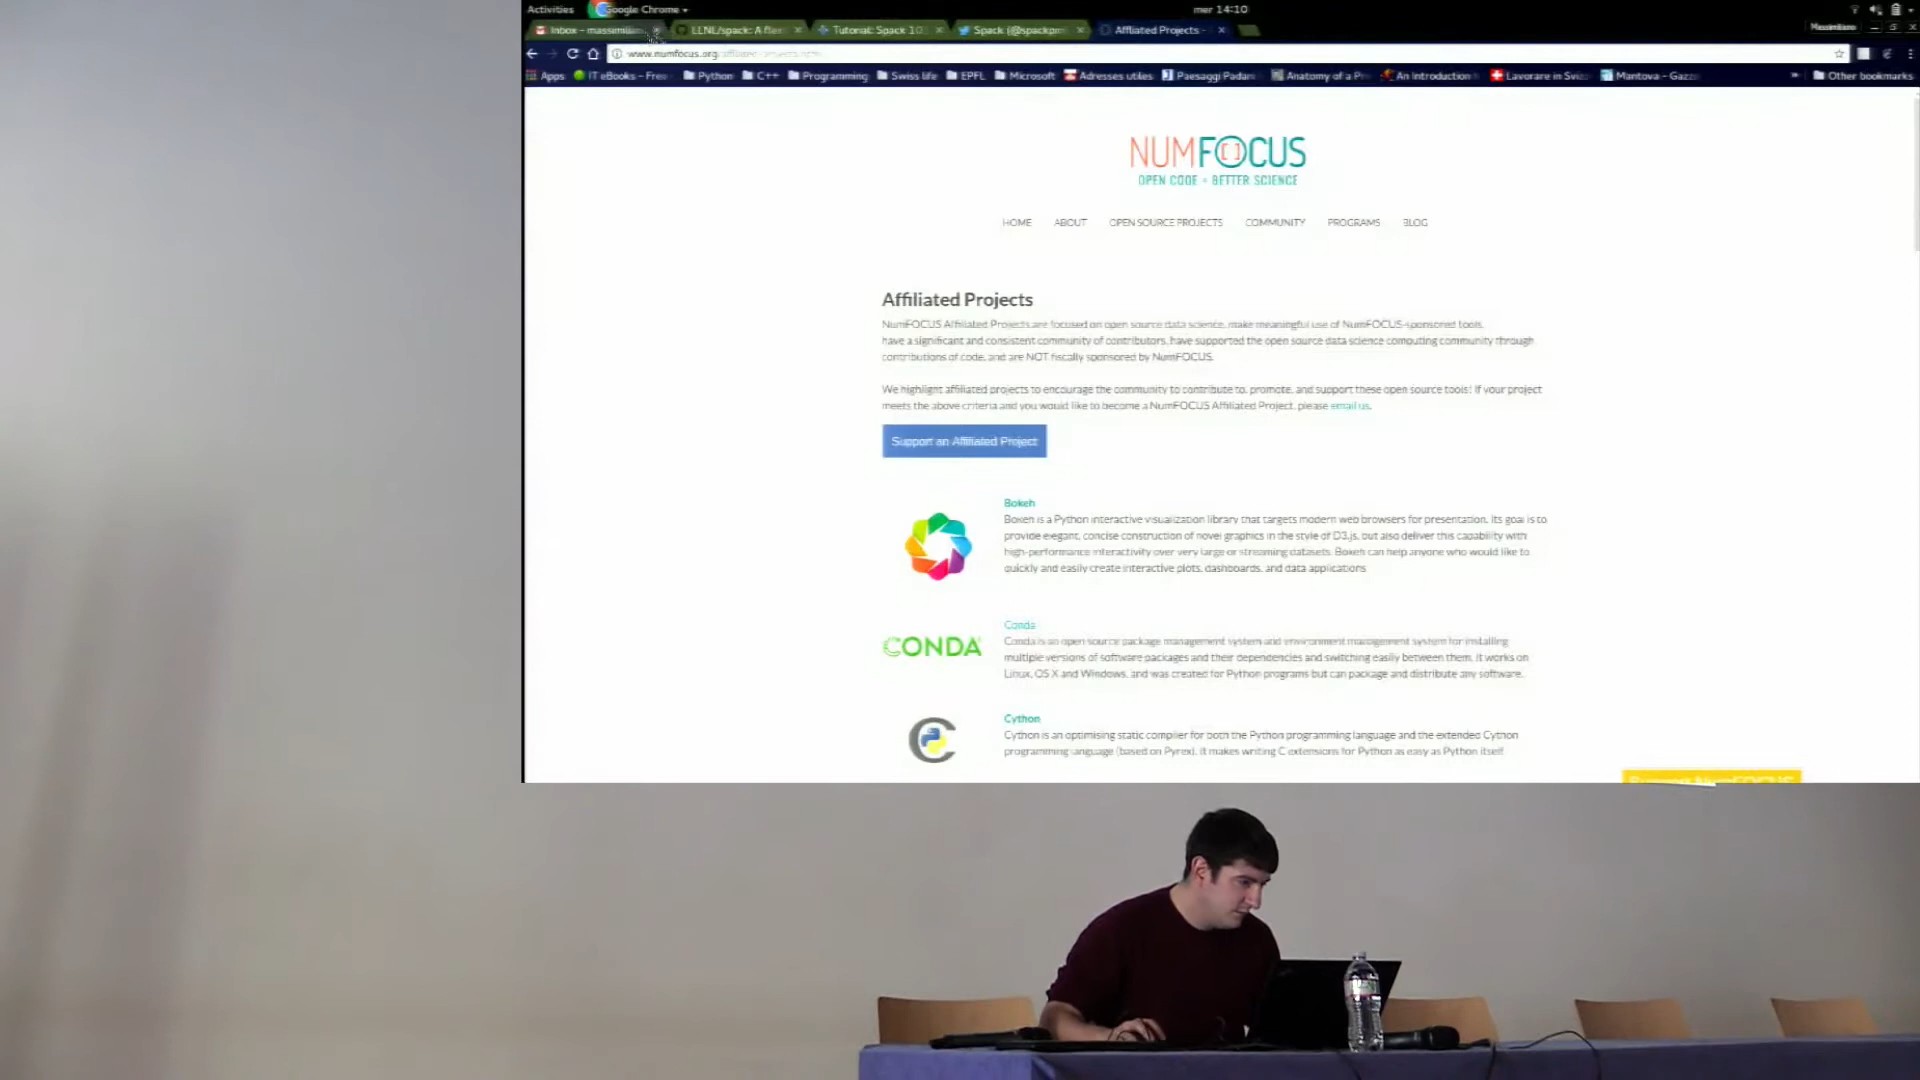 Activities Google Chrome mer 14:10
Inbox - massimilian LLNL/spack: A flex Tutorial: Spack 10 Spack (@spackpm Affiliated Projects - Massimiliano
www.numfocus.org
Apps IT eBooks - Free Python C++ Programming Swiss life EPFL Microsoft Adresses utiles Paesaggi Padan Anatomy of a Pr An Introduction Lavorare in Svizz Mantova - Gazze Other bookmarks
NUMFOCUS
OPEN CODE = BETTER SCIENCE
HOME ABOUT OPEN SOURCE PROJECTS COMMUNITY PROGRAMS BLOG
Affiliated Projects
NumFOCUS Affiliated Projects are focused on open source data science, make meaningful use of NumFOCUS-sponsored tools,
have a significant and consistent community of contributors, have supported the open source data science computing community through
contributions of code, and are NOT fiscally sponsored by NumFOCUS.
We highlight affiliated projects to encourage the community to contribute to, promote, and support these open source tools! If your project
meets the above criteria and you would like to become a NumFOCUS Affiliated Project, please email us.
Support an Affiliated Project
Bokeh
Bokeh is a Python interactive visualization library that targets modern web browsers for presentation. Its goal is to
provide elegant, concise construction of novel graphics in the style of D3.js, but also deliver this capability with
high-performance interactivity over very large or streaming datasets. Bokeh can help anyone who would like to
quickly and easily create interactive plots, dashboards, and data applications
CONDA
Conda
Conda is an open source package management system and environment management system for installing
multiple versions of software packages and their dependencies and switching easily between them. It works on
Linux, OS X and Windows, and was created for Python programs but can package and distribute any software.
Cython
Cython is an optimising static compiler for both the Python programming language and the extended Cython
programming language (based on Pyrex). It makes writing C extensions for Python as easy as Python itself.
Support NumFOCUS